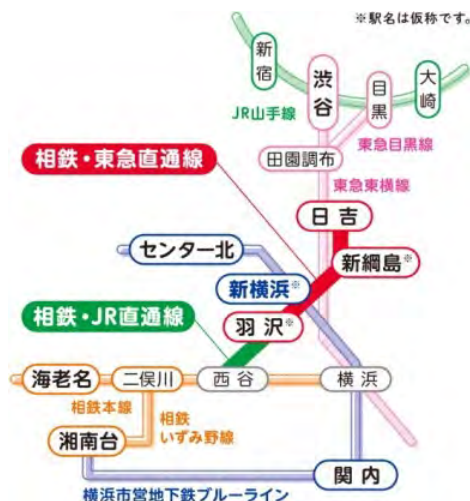 ※駅名は仮称です。
新宿
渋谷
目黒
大崎
JR山手線
東急目黒線
田園調布
相鉄・東急直通線
東急東横線
日吉
センター北
新綱島※
新横浜※
相鉄・JR直通線
羽沢※
海老名
二俣川
西谷
横浜
相鉄本線
相鉄
いずみ野線
湘南台
関内
横浜市営地下鉄ブルーライン